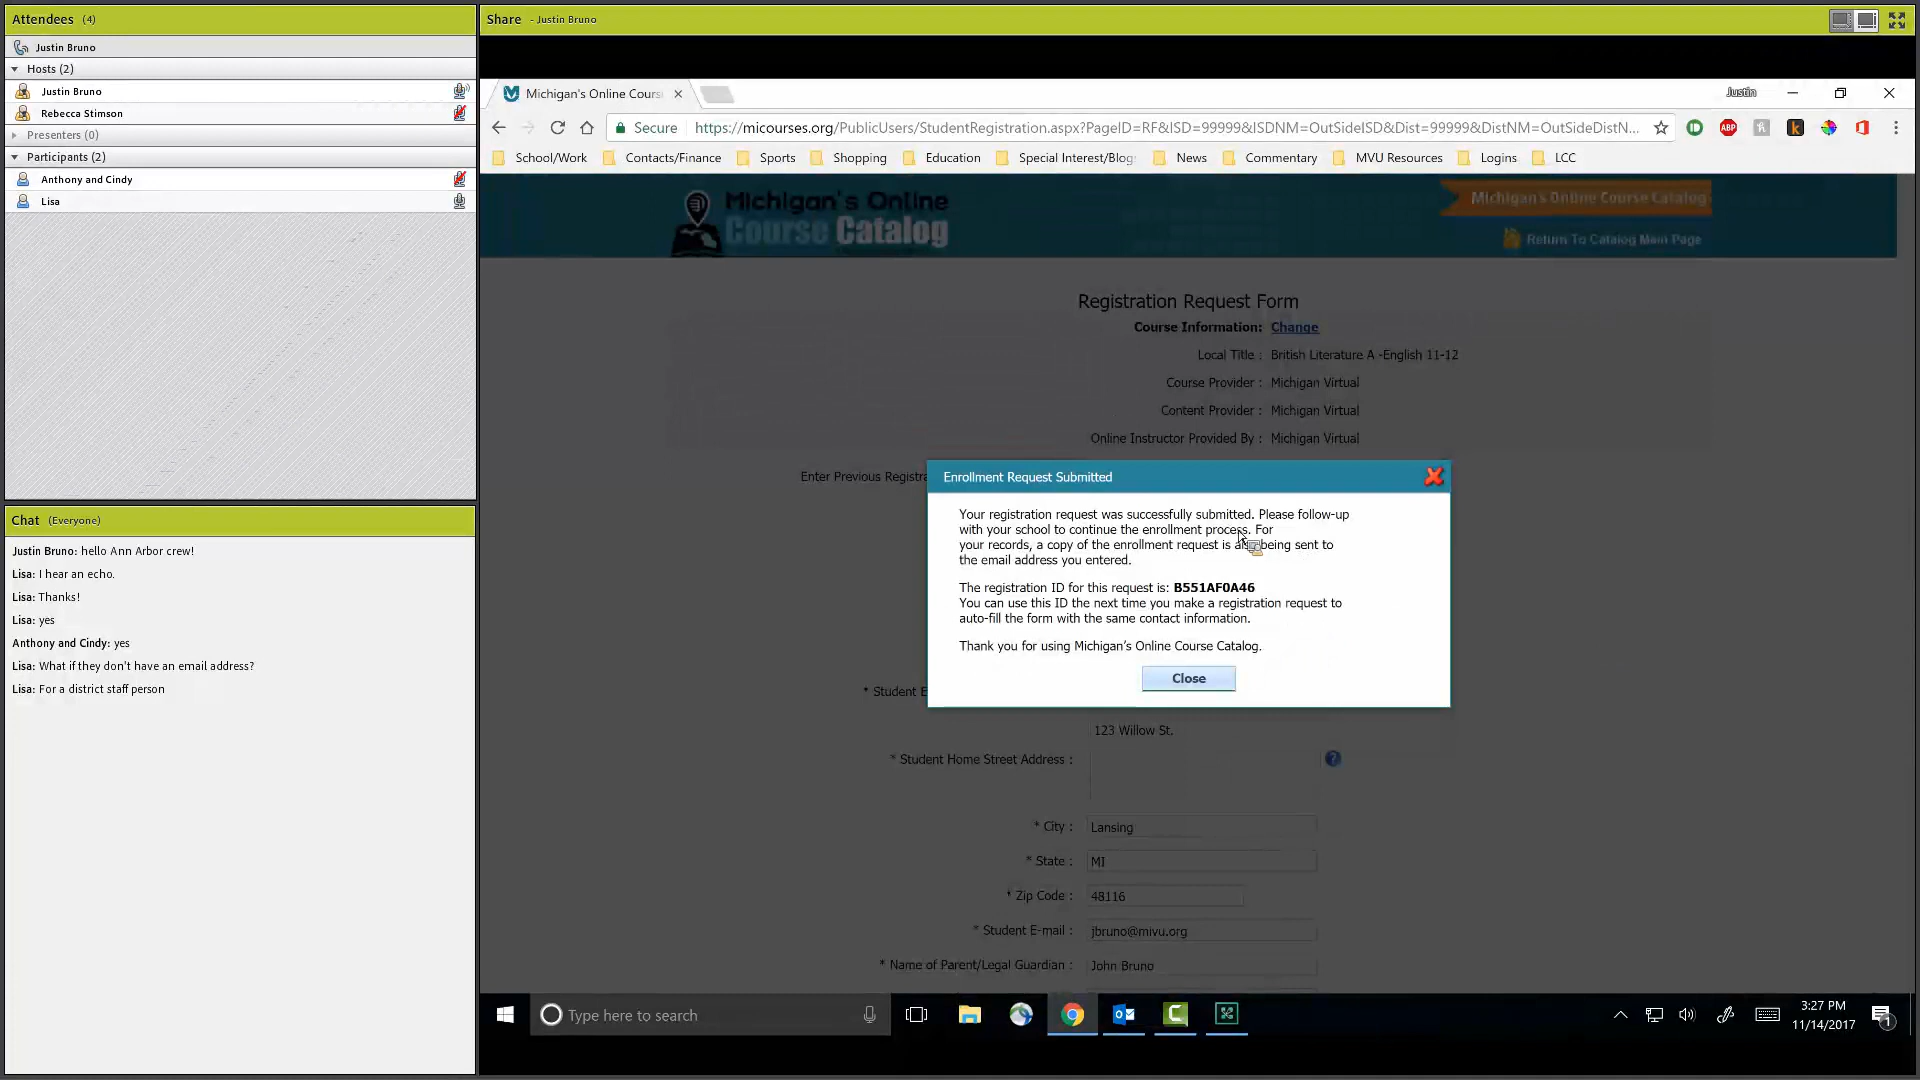 Attendees (4)
Justin Bruno
Hosts (2)
Justin Bruno
Rebecca Stimson
Presenters (0)
Participants (2)
Anthony and Cindy
Lisa
Chat (Everyone)
Justin Bruno: hello Ann Arbor crew!
Lisa: I hear an echo.
Lisa: Thanks!
Lisa: yes
Anthony and Cindy: yes
Lisa: What if they don't have an email address?
Lisa: For a district staff person
Share - Justin Bruno
Michigan's Online Cours
Justin
Secure https://micourses.org/PublicUsers/StudentRegistration.aspx?PageID=RF&ISD=99999&ISDNM=OutSideISD&Dist=99999&DistNM=OutSideDistN...
ABP
School/Work Contacts/Finance Sports Shopping Education Special Interest/Blog News Commentary MVU Resources Logins LCC
Michigan's Online
Course Catalog
Michigan's Online Course Catalog
Return To Catalog Main Page
Registration Request Form
Course Information: Change
Local Title : British Literature A -English 11-12
Course Provider : Michigan Virtual
Content Provider : Michigan Virtual
Online Instructor Provided By : Michigan Virtual
Enter Previous Registra
Enrollment Request Submitted
Your registration request was successfully submitted. Please follow-up
with your school to continue the enrollment process. For
your records, a copy of the enrollment request is also being sent to
the email address you entered.
The registration ID for this request is: B551AF0A46
You can use this ID the next time you make a registration request to
auto-fill the form with the same contact information.
Thank you for using Michigan’s Online Course Catalog.
Close
* Student E
123 Willow St.
* Student Home Street Address :
* City : Lansing
* State : MI
* Zip Code : 48116
* Student E-mail : jbruno@mivu.org
* Name of Parent/Legal Guardian : John Bruno
Type here to search
3:27 PM
11/14/2017
1